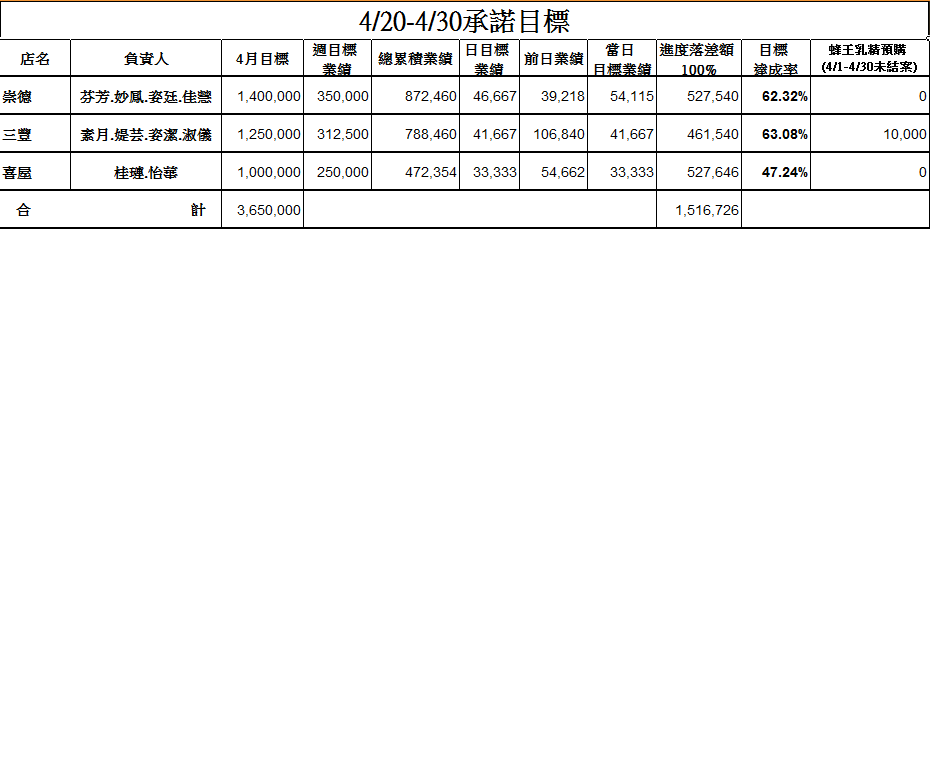 4/20-4/30承諾目標
店名 負責人 4月目標 週目標業績 總累積業績 日目標業績 前日業績 當日目標業績 進度落差額100% 目標達成率 蜂王乳精預購(4/1-4/30未結案)
崇德 芬芳.妙鳳.姿廷.佳慧 1,400,000 350,000 872,460 46,667 39,218 54,115 527,540 62.32% 0
三豐 素月.媞芸.姿潔.淑儀 1,250,000 312,500 788,460 41,667 106,840 41,667 461,540 63.08% 10,000
喜屋 桂璉.怡華 1,000,000 250,000 472,354 33,333 54,662 33,333 527,646 47.24% 0
合計 3,650,000 1,516,726